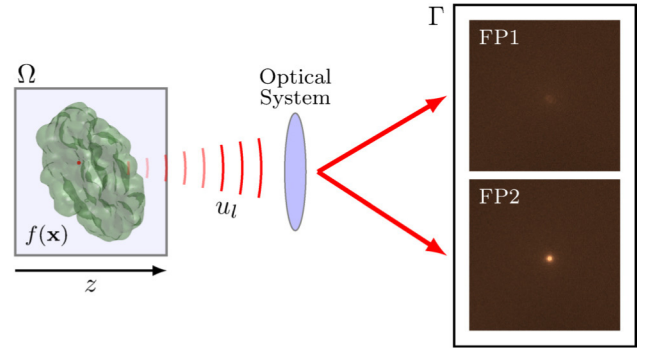 Ω
f(x)
z
u_l
Optical
System
Γ
FP1
FP2